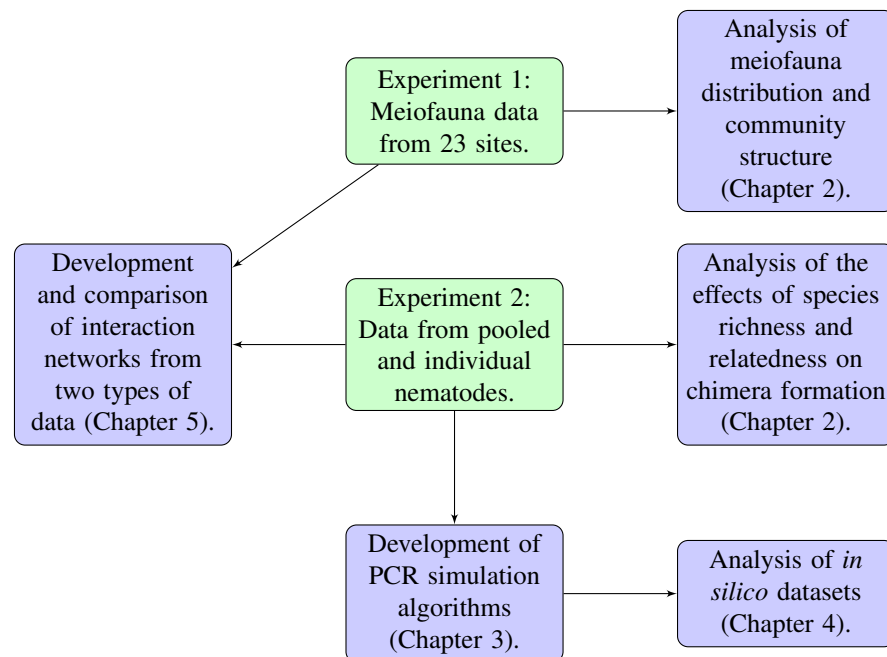 Experiment 1:
Meiofauna data
from 23 sites.
Analysis of
meiofauna
distribution and
community
structure
(Chapter 2).
Development
and comparison
of interaction
networks from
two types of
data (Chapter 5).
Experiment 2:
Data from pooled
and individual
nematodes.
Analysis of the
effects of species
richness and
relatedness on
chimera formation
(Chapter 2).
Development of
PCR simulation
algorithms
(Chapter 3).
Analysis of in
silico datasets
(Chapter 4).